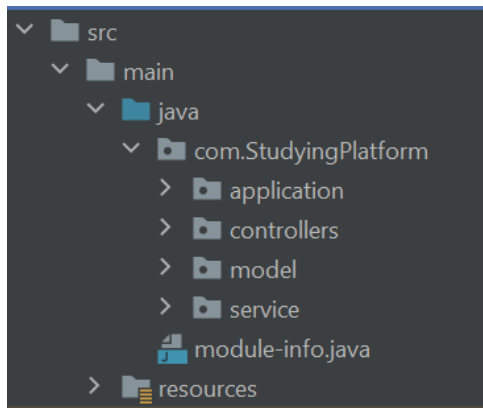 src
main
java
com.StudyingPlatform
application
controllers
model
service
module-info.java
resources